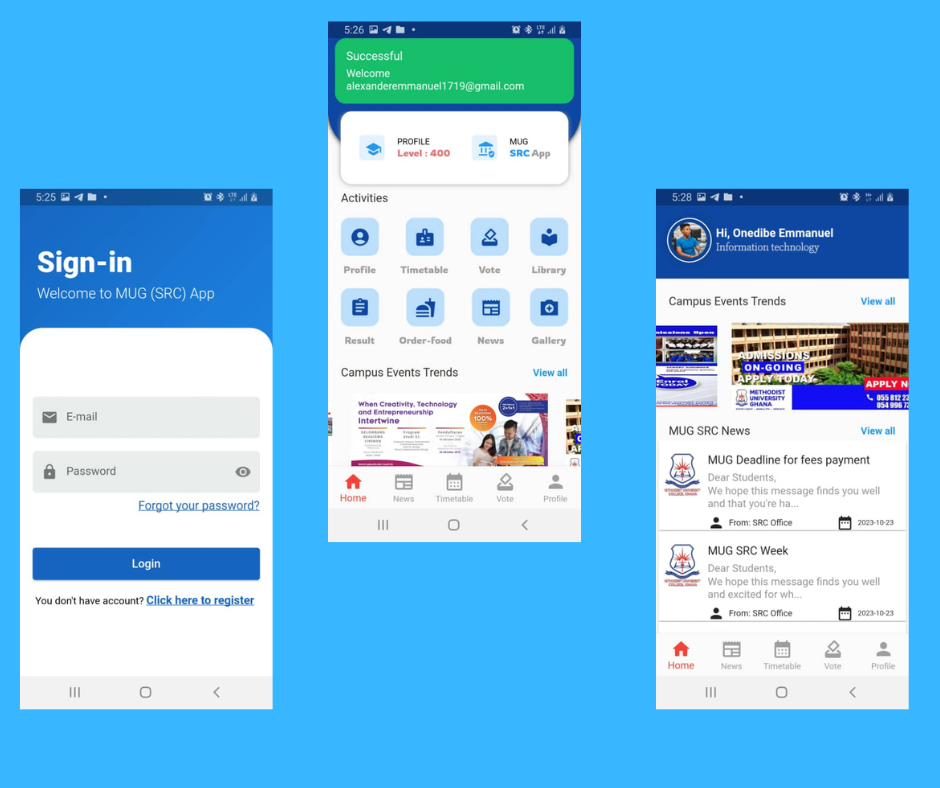 5:25
Sign-in
Welcome to MUG (SRC) App
E-mail
Password
Forgot your password?
Login
You don't have account? Click here to register
5:26
Successful
Welcome
alexanderemmanuel1719@gmail.com
PROFILE
Level : 400
MUG
SRC App
Activities
Profile
Timetable
Vote
Library
Result
Order-food
News
Gallery
Campus Events Trends
View all
When Creativity, Technology
and Entrepreneurship
Intertwine
100%
Home
News
Timetable
Vote
Profile
5:28
Hi, Onedibe Emmanuel
Information technology
Campus Events Trends
View all
ADMISSIONS
ON-GOING
APPLY TODAY
METHODIST
UNIVERSITY
GHANA
APPLY N
055 812 2
054 996 7
MUG SRC News
View all
MUG Deadline for fees payment
Dear Students,
We hope this message finds you well
and that you're ha...
From: SRC Office
2023-10-23
MUG SRC Week
Dear Students,
We hope this message finds you well
and excited for wh...
From: SRC Office
2023-10-23
Home
News
Timetable
Vote
Profile